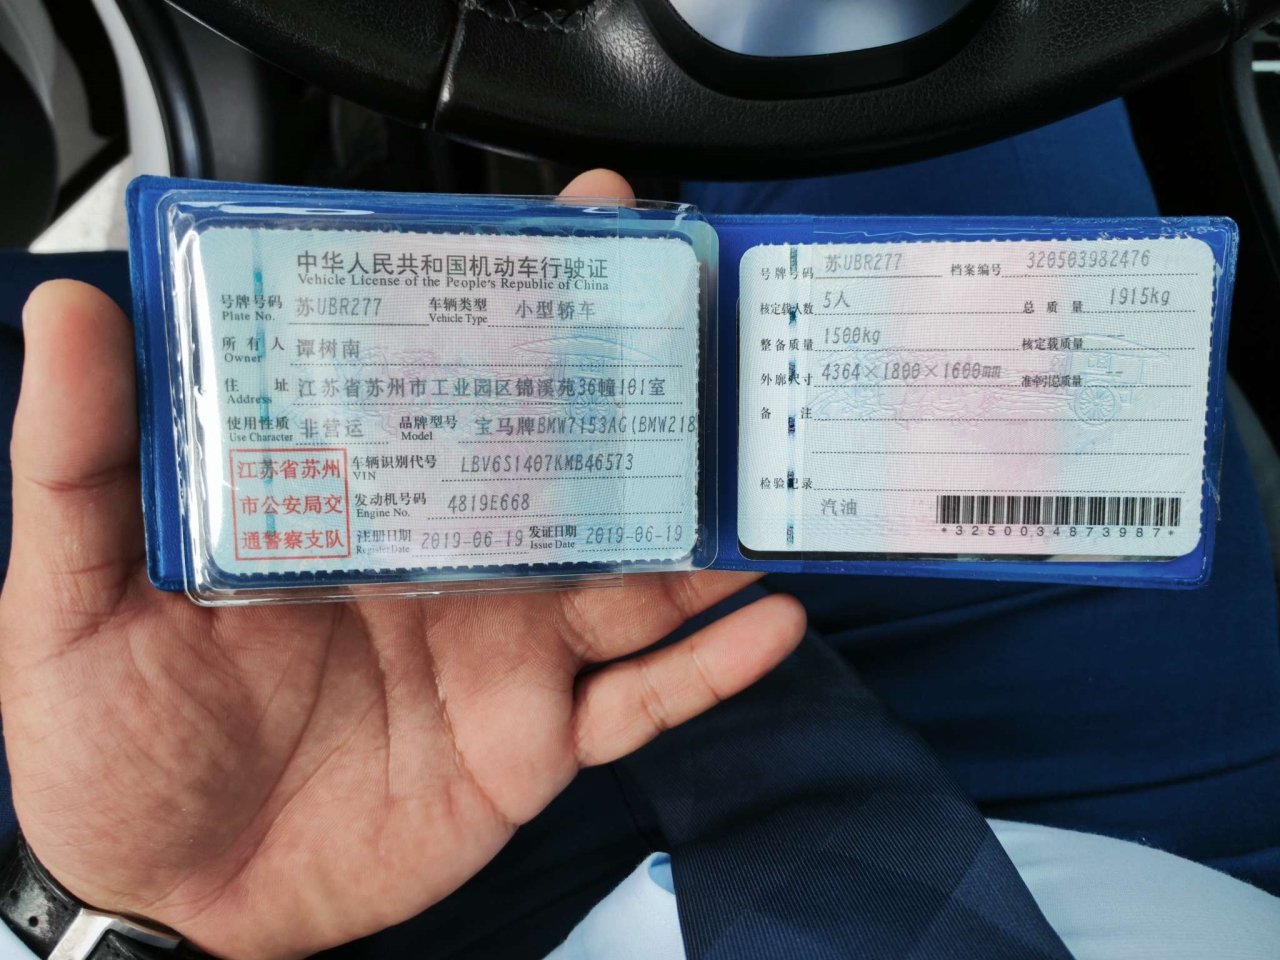 中华人民共和国机动车行驶证
Vehicle License of the People's Republic of China
号牌号码 苏UBR277 车辆类型 小型轿车
Plate No. Vehicle Type
所有人 谭树南
Owner
住址 江苏省苏州市工业园区锦溪苑36幢101室
Address
使用性质 非营运 品牌型号 宝马牌BMW7153AG(BMW218
Use Character Model
江苏省苏州
市公安局交
通警察支队
车辆识别代号 LBV6S1407KMB46573
VIN
发动机号码 4819E668
Engine No.
注册日期 2019-06-19 发证日期 2019-06-19
Register Date Issue Date
号牌号码 苏UBR277 档案编号 320503982476
核定载人数 5人 总质量 1915kg
整备质量 1500kg 核定载质量 --
外廓尺寸 4364×1800×1600mm 准牵引总质量 --
备注
检验记录
汽油
*3250034873987*